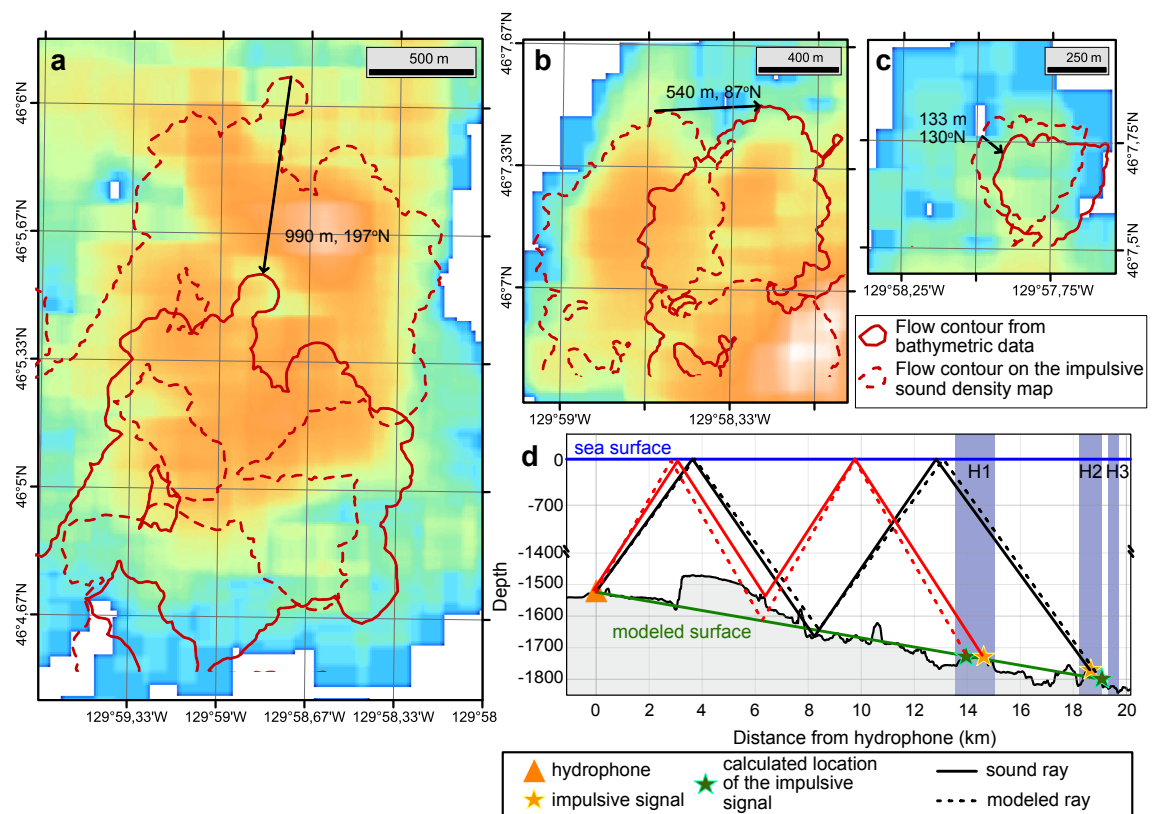 a
500 m
46°6'N
46°5,67'N
46°5,33'N
46°5'N
46°4,67'N
990 m, 197°N
129°59,33'W
129°59'W
129°58,67'W
129°58,33'W
129°58
b
400 m
46°7,67'N
46°7,33'N
46°7'N
540 m, 87°N
129°59'W
129°58,33'W
c
250 m
133 m
130°N
46°7,75'N
46°7,5'N
129°58,25'W
129°57,75'W
Flow contour from
bathymetric data
Flow contour on the impulsive
sound density map
d
sea surface
H1
H2
H3
modeled surface
Depth
0
-700
-1400
-1500
-1600
-1700
-1800
0 2 4 6 8 10 12 14 16 18 20
Distance from hydrophone (km)
hydrophone
impulsive signal
calculated location
of the impulsive
signal
sound ray
modeled ray